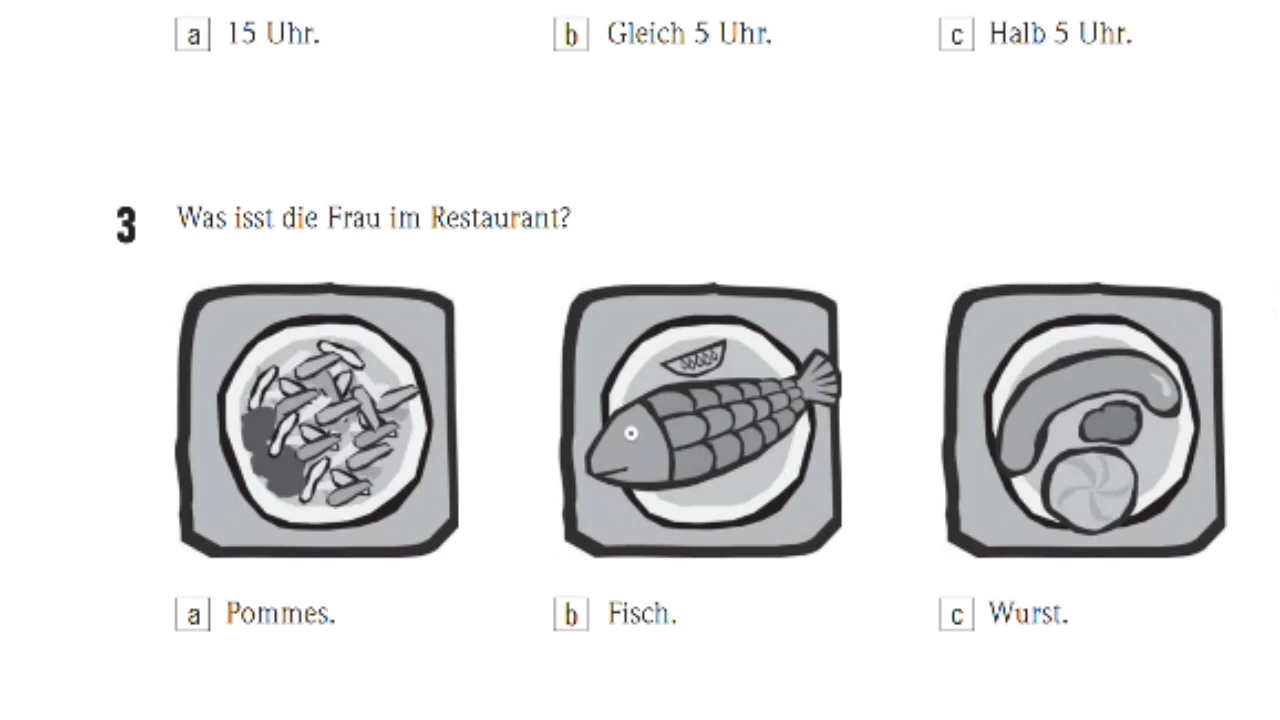 a 15 Uhr. b Gleich 5 Uhr. c Halb 5 Uhr.
3 Was isst die Frau im Restaurant?
a Pommes. b Fisch. c Wurst.